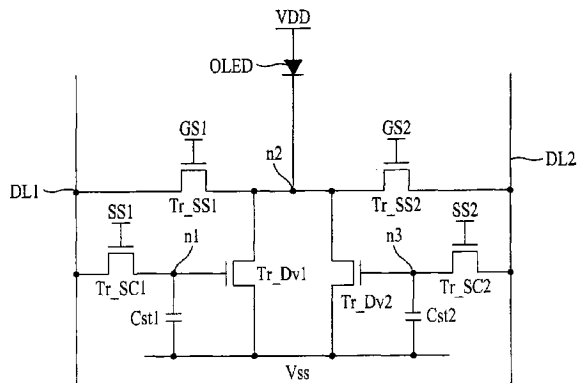 VDD
OLED
GS1
n2
GS2
DL1
DL2
Tr_SS1
Tr_SS2
SS1
SS2
n1
n3
Tr_SC1
Tr_Dv1
Tr_Dv2
Tr_SC2
Cst1
Cst2
Vss